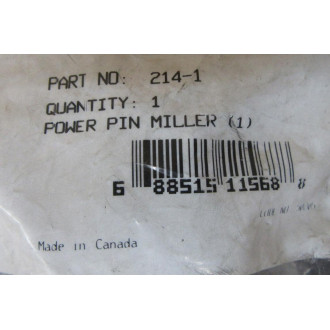 PART NO: 214-1
QUANTITY: 1
POWER PIN MILLER (1)
6 88515 11568 8
Made in Canada